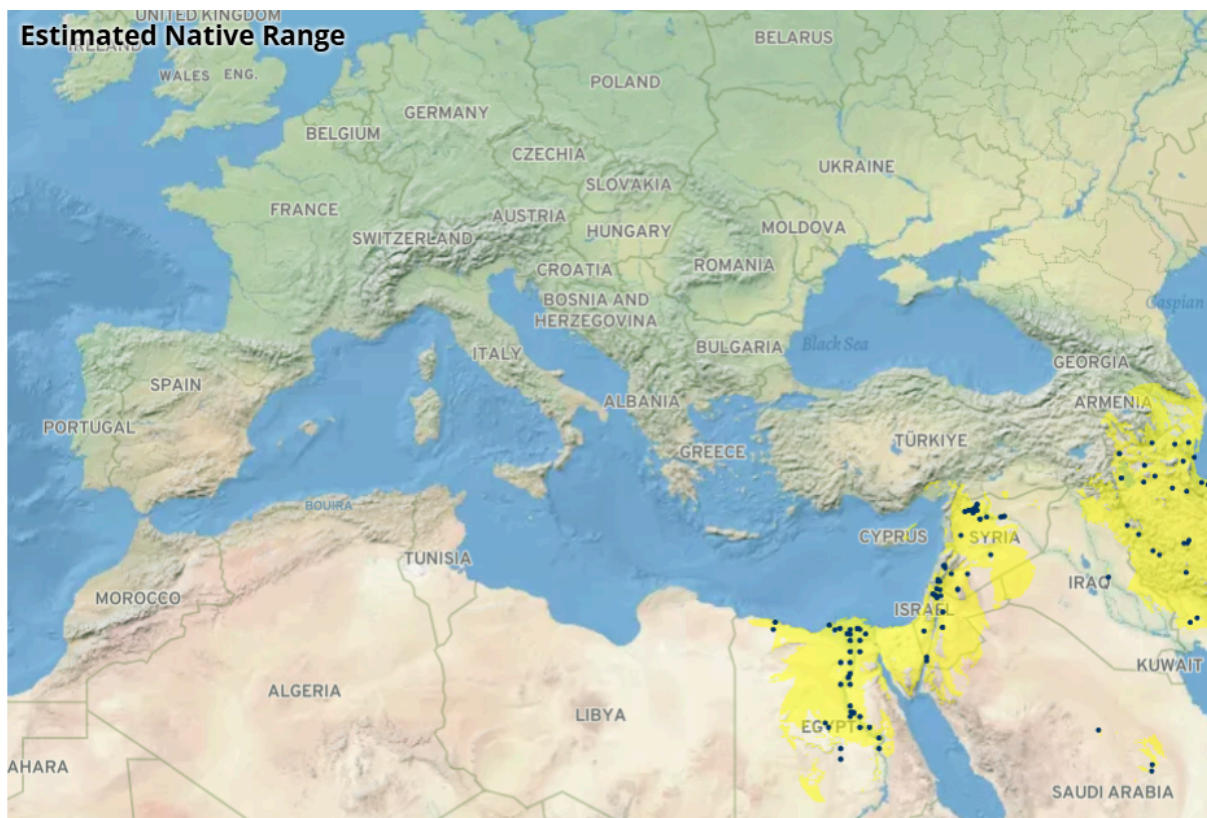 UNITED KINGDOM
Estimated Native Range
IRELAND
WALES
ENG.
BELARUS
POLAND
GERMANY
BELGIUM
CZECHIA
UKRAINE
SLOVAKIA
FRANCE
AUSTRIA
SWITZERLAND
HUNGARY
MOLDOVA
CROATIA
ROMANIA
BOSNIA AND
HERZEGOVINA
Caspian
ITALY
BULGARIA
Black Sea
GEORGIA
SPAIN
ALBANIA
ARMENIA
PORTUGAL
GREECE
TÜRKIYE
BOUIRA
CYPRUS
SYRIA
TUNISIA
MOROCCO
IRAQ
ISRAEL
KUWAIT
ALGERIA
LIBYA
EGYPT
AHARA
SAUDI ARABIA